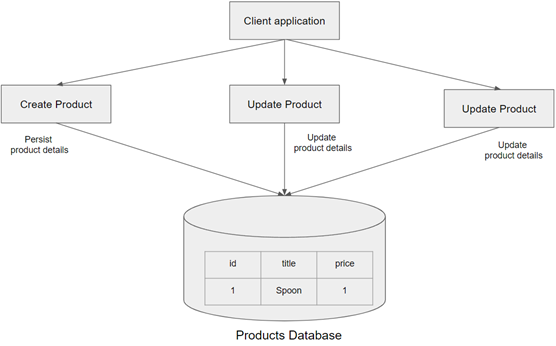 Client application
Create Product
Update Product
Update Product
Persist
product details
Update
product details
Update
product details
id title price
1 Spoon 1
Products Database